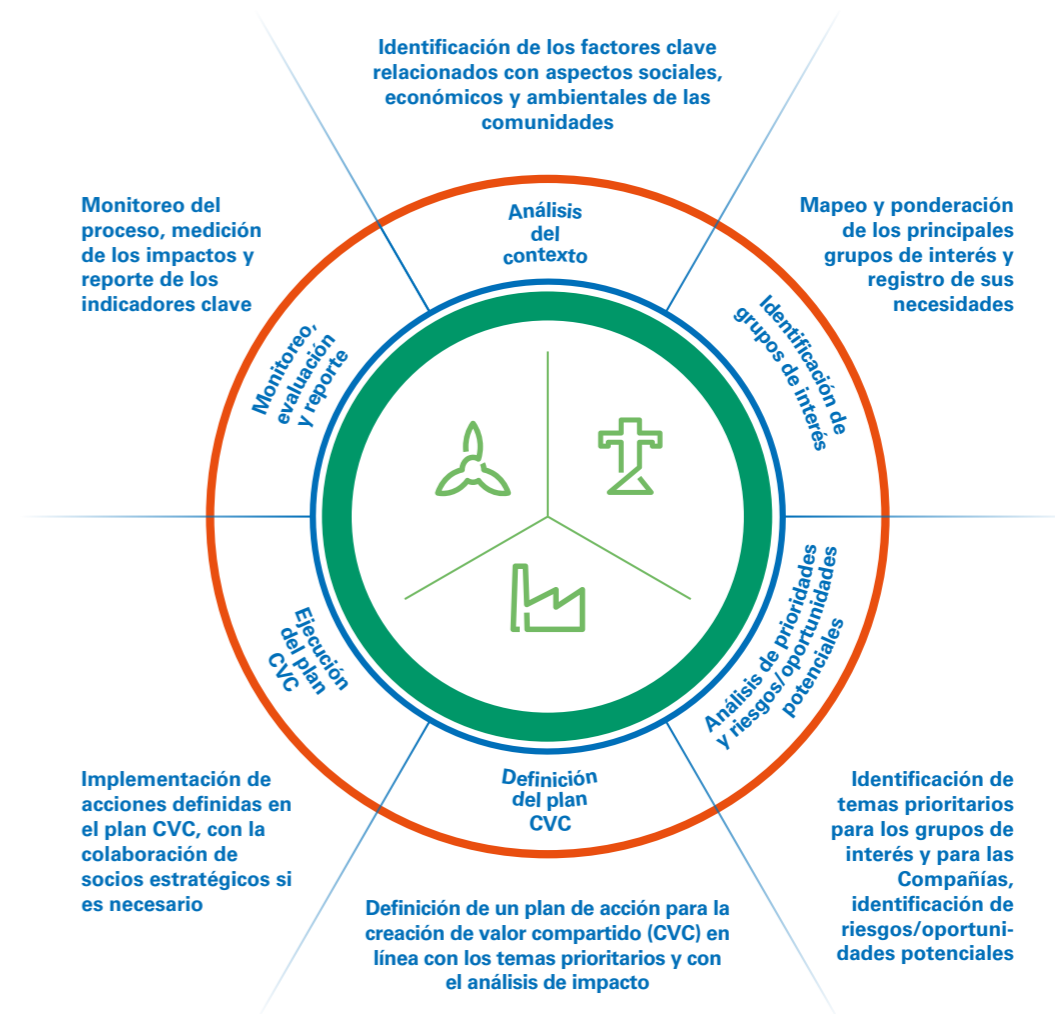 Identificación de los factores clave
relacionados con aspectos sociales,
económicos y ambientales de las
comunidades
Análisis
del
contexto
Mapeo y ponderación
de los principales
grupos de interés y
registro de sus
necesidades
Identificación de
grupos de interés
Análisis de prioridades
y riesgos/oportunidades
potenciales
Identificación de
temas prioritarios
para los grupos de
interés y para las
Compañías,
identificación de
riesgos/oportuni-
dades potenciales
Definición
del plan
CVC
Definición de un plan de acción para la
creación de valor compartido (CVC) en
línea con los temas prioritarios y con
el análisis de impacto
Ejecución
del plan
CVC
Implementación de
acciones definidas en
el plan CVC, con la
colaboración de
socios estratégicos si
es necesario
Monitoreo,
evaluación
y reporte
Monitoreo del
proceso, medición
de los impactos y
reporte de los
indicadores clave